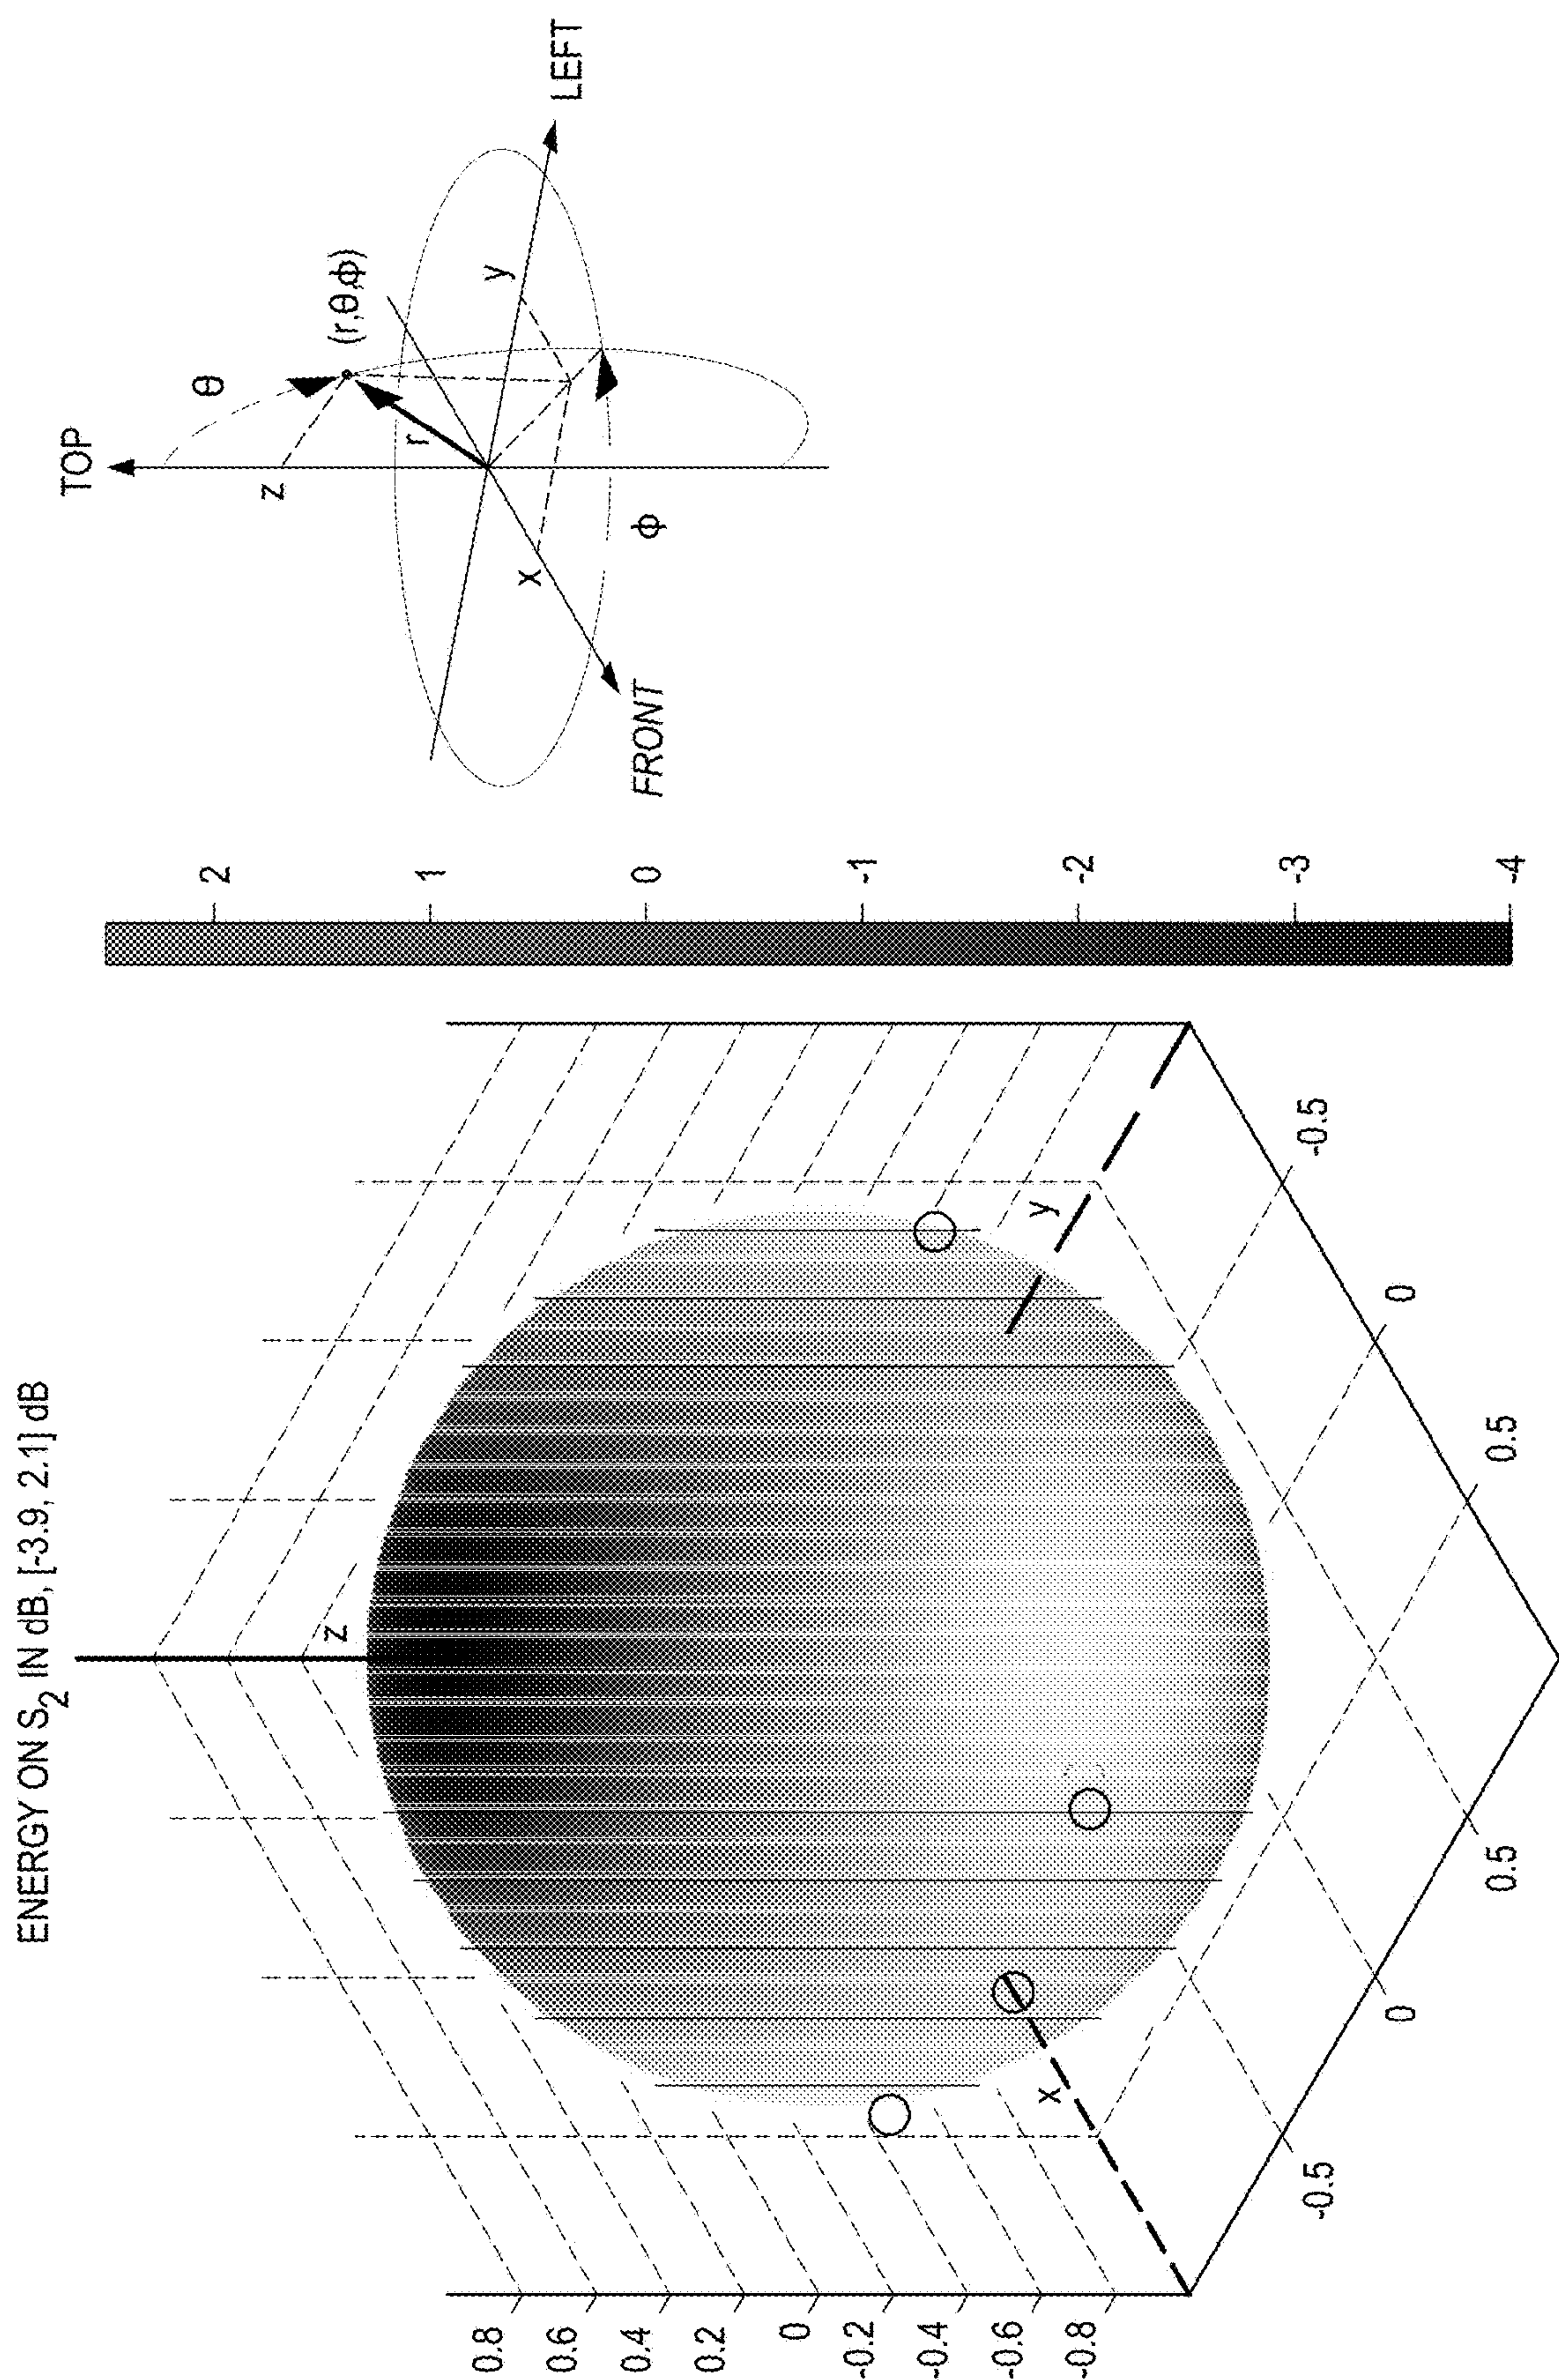 ENERGY ON S2 IN dB, [-3.9, 2.1] dB
z
0.8
0.6
0.4
0.2
0
-0.2
-0.4
-0.6
-0.8
x
y
-0.5
0
0.5
0.5
0
-0.5
2
1
0
-1
-2
-3
-4
TOP
θ
z
(r,θ,ϕ)
r
y
LEFT
x
ϕ
FRONT